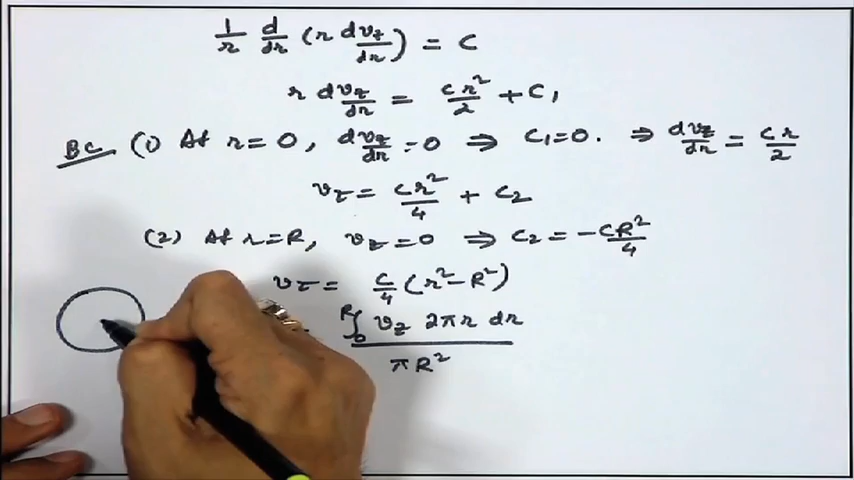 1/r d/dr (r dv_z/dr) = C
r dv_z/dr = Cr²/2 + C₁
BC (1) At r=0, dv_z/dr = 0 ⇒ C₁=0. ⇒ dv_z/dr = Cr/2
v_z = Cr²/4 + C₂
(2) At r=R, v_z=0 ⇒ C₂ = -CR²/4
v_z = C/4 (r²-R²)
∫₀ᴿ v_z 2πr dr / πR²